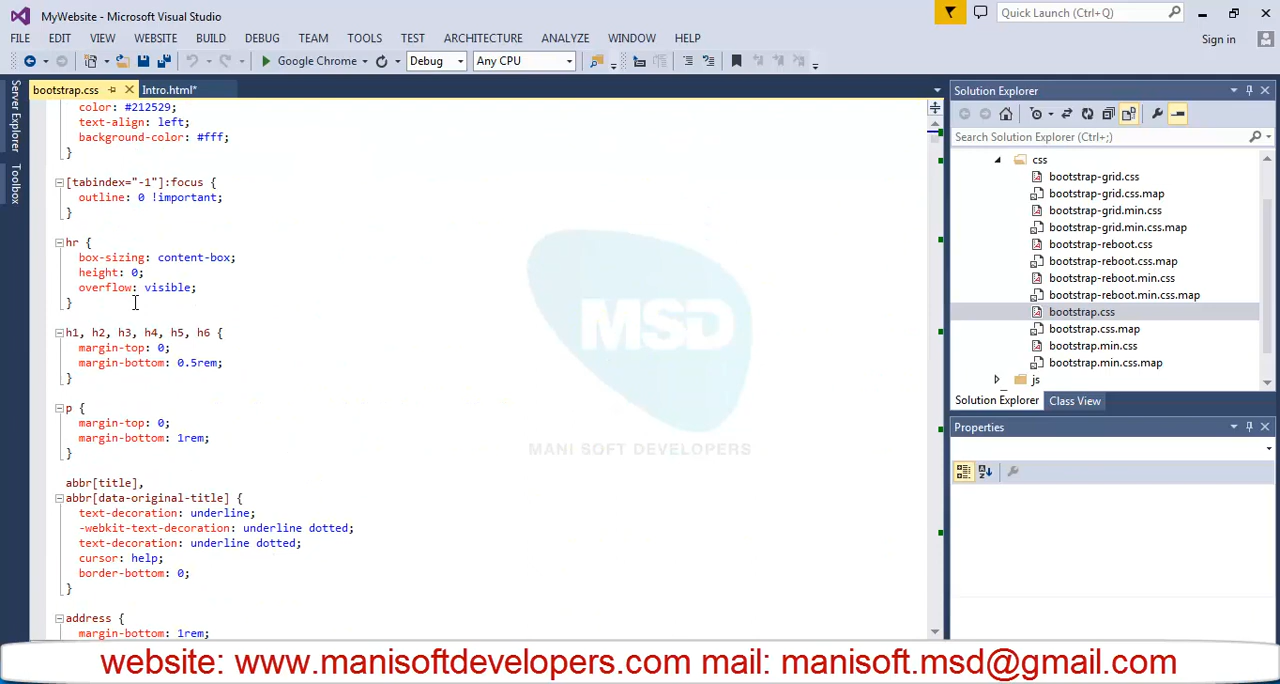 MyWebsite - Microsoft Visual Studio
Quick Launch (Ctrl+Q)
FILE EDIT VIEW WEBSITE BUILD DEBUG TEAM TOOLS TEST ARCHITECTURE ANALYZE WINDOW HELP
Sign in
Google Chrome Debug Any CPU
Server Explorer
Toolbox
bootstrap.css Intro.html*
color: #212529;
text-align: left;
background-color: #fff;
}
[tabindex="-1"]:focus {
outline: 0 !important;
}
hr {
box-sizing: content-box;
height: 0;
overflow: visible;
}
h1, h2, h3, h4, h5, h6 {
margin-top: 0;
margin-bottom: 0.5rem;
}
p {
margin-top: 0;
margin-bottom: 1rem;
}
abbr[title],
abbr[data-original-title] {
text-decoration: underline;
-webkit-text-decoration: underline dotted;
text-decoration: underline dotted;
cursor: help;
border-bottom: 0;
}
address {
margin-bottom: 1rem;
MSD
MANI SOFT DEVELOPERS
Solution Explorer
Search Solution Explorer (Ctrl+;)
css
bootstrap-grid.css
bootstrap-grid.css.map
bootstrap-grid.min.css
bootstrap-grid.min.css.map
bootstrap-reboot.css
bootstrap-reboot.css.map
bootstrap-reboot.min.css
bootstrap-reboot.min.css.map
bootstrap.css
bootstrap.css.map
bootstrap.min.css
bootstrap.min.css.map
js
Solution Explorer Class View
Properties
website: www.manisoftdevelopers.com mail: manisoft.msd@gmail.com